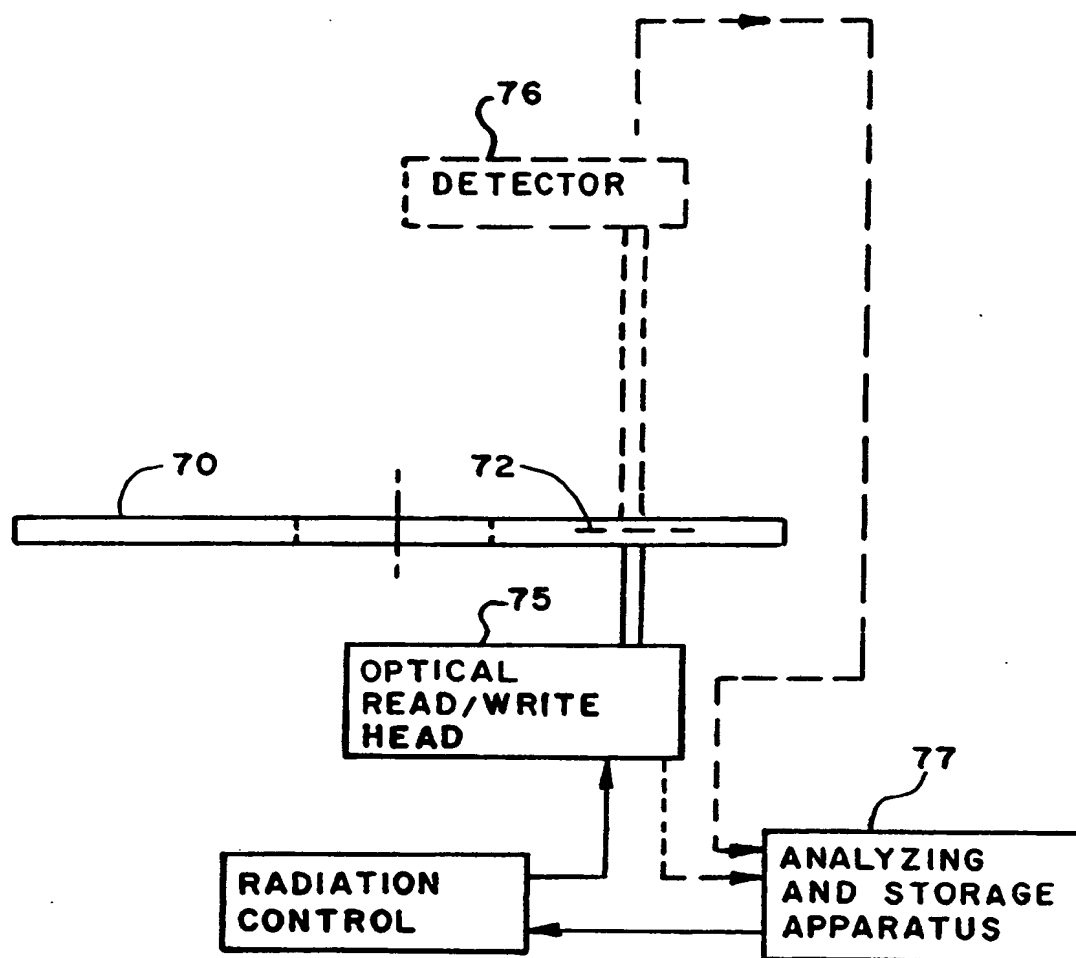 76
DETECTOR
70
72
75
OPTICAL
READ/WRITE
HEAD
77
RADIATION
CONTROL
ANALYZING
AND STORAGE
APPARATUS